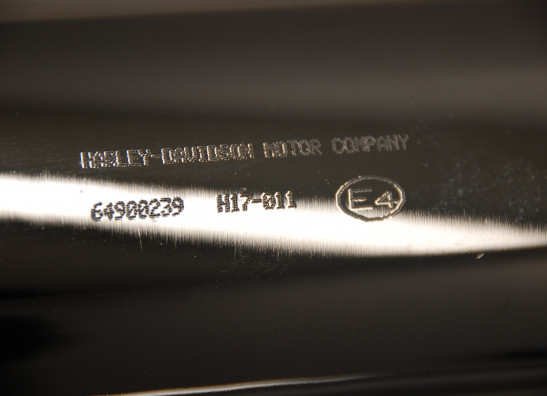 HARLEY-DAVIDSON MOTOR COMPANY
64900239 H17-011 E4